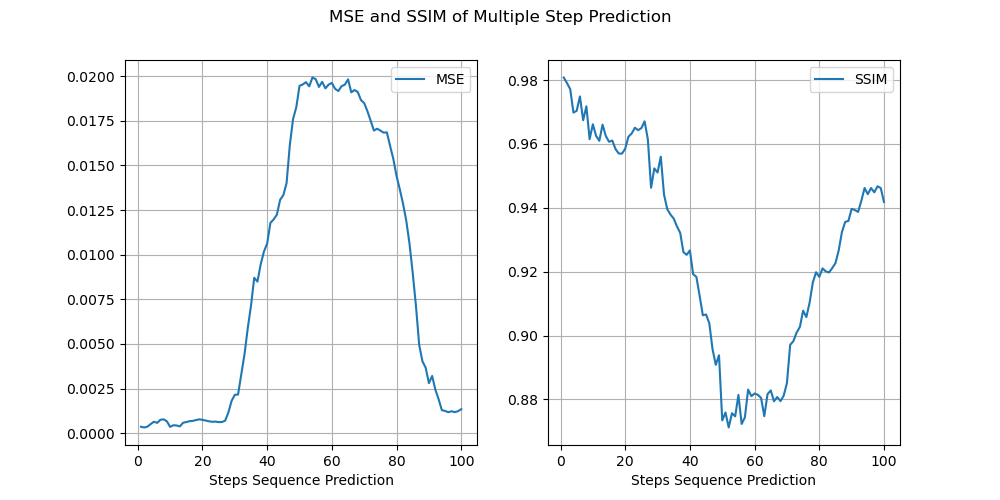 MSE and SSIM of Multiple Step Prediction
MSE
0.0200
0.0175
0.0150
0.0125
0.0100
0.0075
0.0050
0.0025
0.0000
0 20 40 60 80 100
Steps Sequence Prediction
SSIM
0.98
0.96
0.94
0.92
0.90
0.88
0 20 40 60 80 100
Steps Sequence Prediction